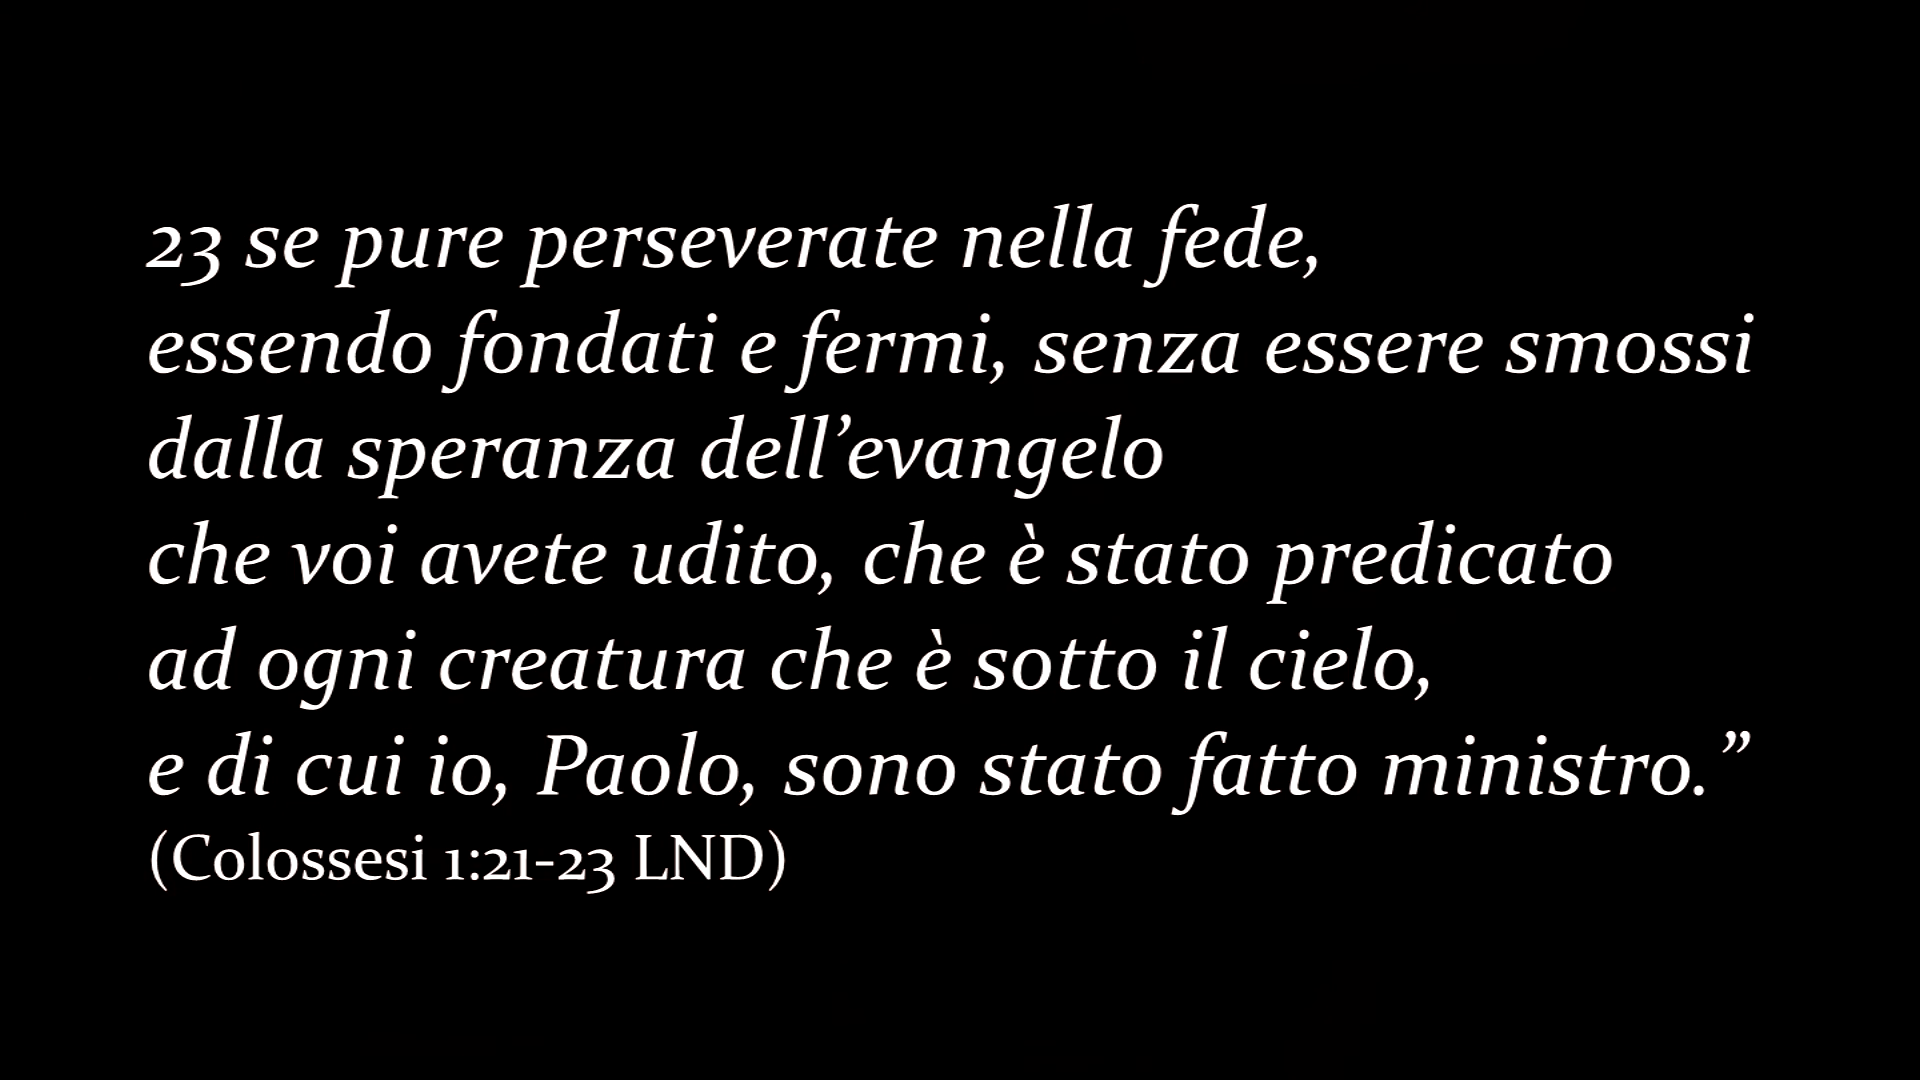 23 se pure perseverate nella fede,
essendo fondati e fermi, senza essere smossi
dalla speranza dell’evangelo
che voi avete udito, che è stato predicato
ad ogni creatura che è sotto il cielo,
e di cui io, Paolo, sono stato fatto ministro.”
(Colossesi 1:21-23 LND)